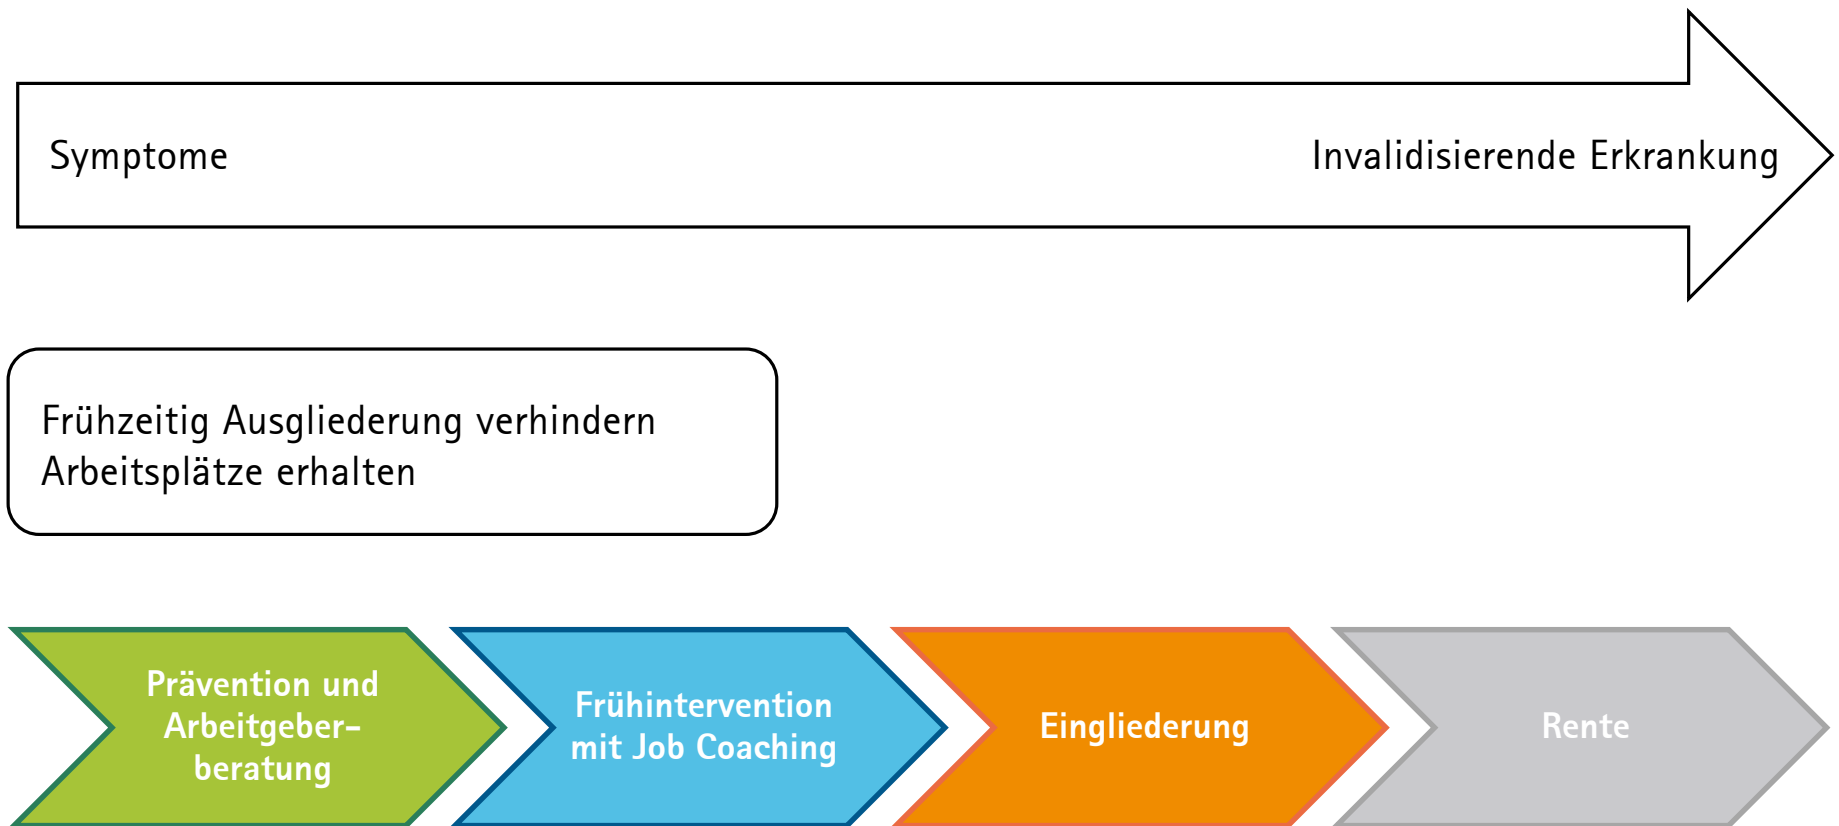 Symptome
Invalidisierende Erkrankung
Frühzeitig Ausgliederung verhindern
Arbeitsplätze erhalten
Prävention und
Arbeitgeber-
beratung
Frühintervention
mit Job Coaching
Eingliederung
Rente